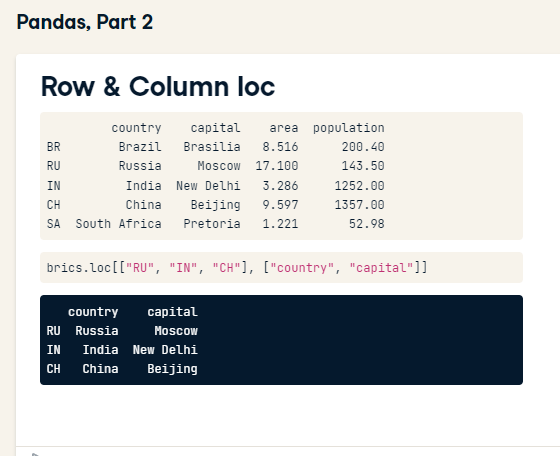 Pandas, Part 2
Row & Column loc
country capital area population
BR Brazil Brasilia 8.516 200.40
RU Russia Moscow 17.100 143.50
IN India New Delhi 3.286 1252.00
CH China Beijing 9.597 1357.00
SA South Africa Pretoria 1.221 52.98
brics.loc[["RU", "IN", "CH"], ["country", "capital"]]
country capital
RU Russia Moscow
IN India New Delhi
CH China Beijing